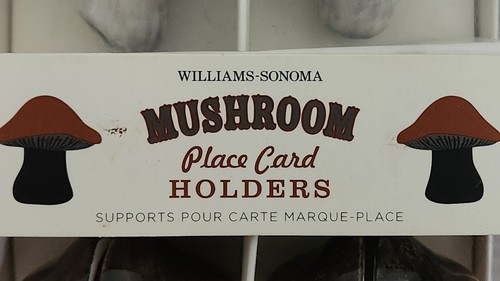 WILLIAMS-SONOMA
MUSHROOM
Place Card
HOLDERS
SUPPORTS POUR CARTE MARQUE-PLACE